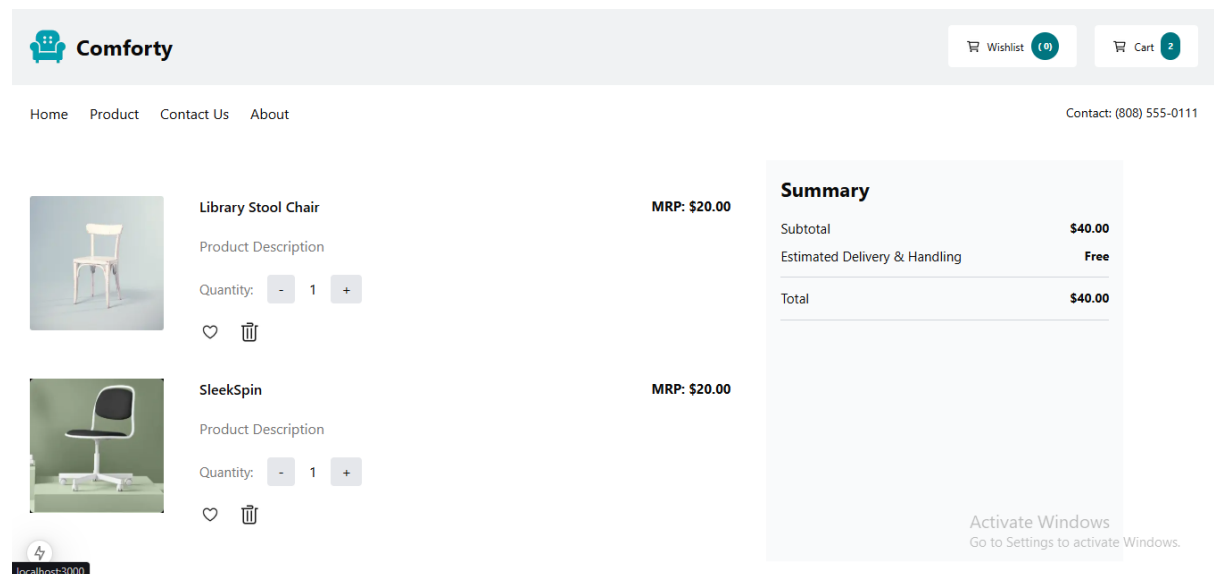 Comforty
Wishlist (0)
Cart 2
Home Product Contact Us About
Contact: (808) 555-0111
Library Stool Chair
MRP: $20.00
Product Description
Quantity: - 1 +
SleekSpin
MRP: $20.00
Product Description
Quantity: - 1 +
Summary
Subtotal $40.00
Estimated Delivery & Handling Free
Total $40.00
Activate Windows
Go to Settings to activate Windows.
localhost:3000